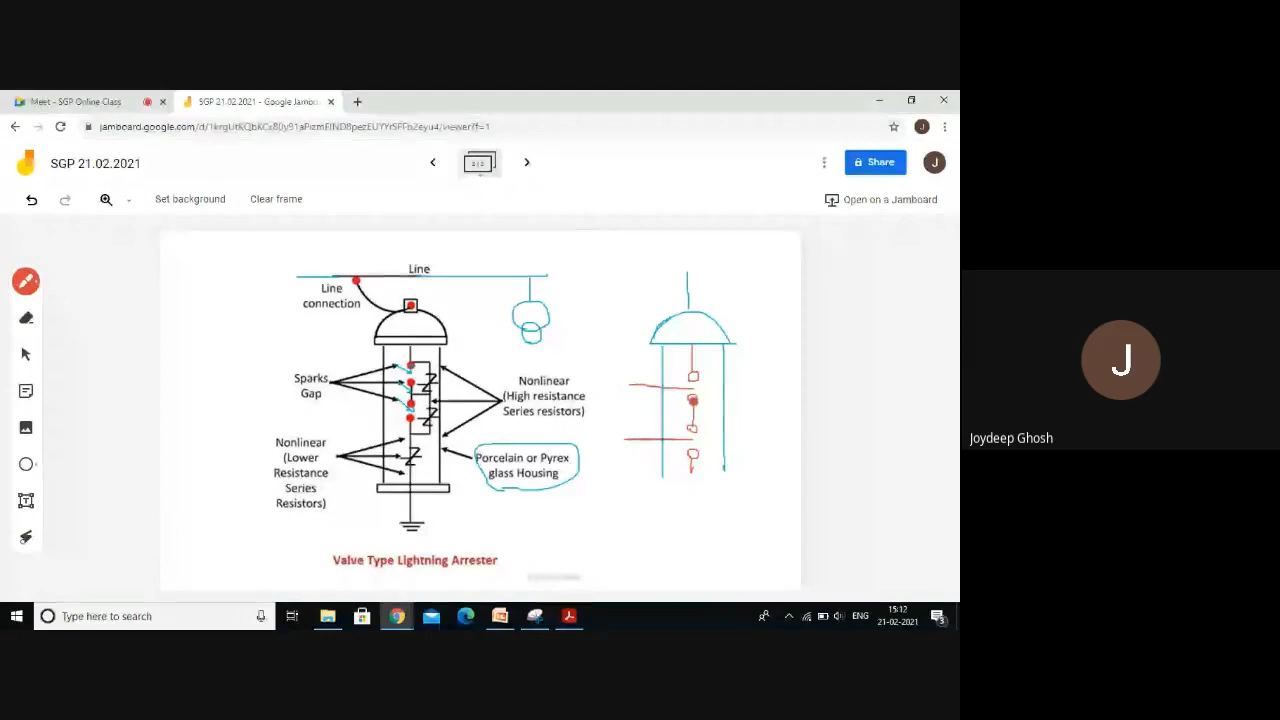 Meet - SGP Online Class
SGP 21.02.2021 - Google Jambo
SGP 21.02.2021
Share
J
Set background
Clear frame
Open on a Jamboard
Line
Line
connection
Sparks
Gap
Nonlinear
(High resistance
Series resistors)
Nonlinear
(Lower
Resistance
Series
Resistors)
Porcelain or Pyrex
glass Housing
Valve Type Lightning Arrester
J
Joydeep Ghosh
Type here to search
ENG
15:12
21-02-2021
3